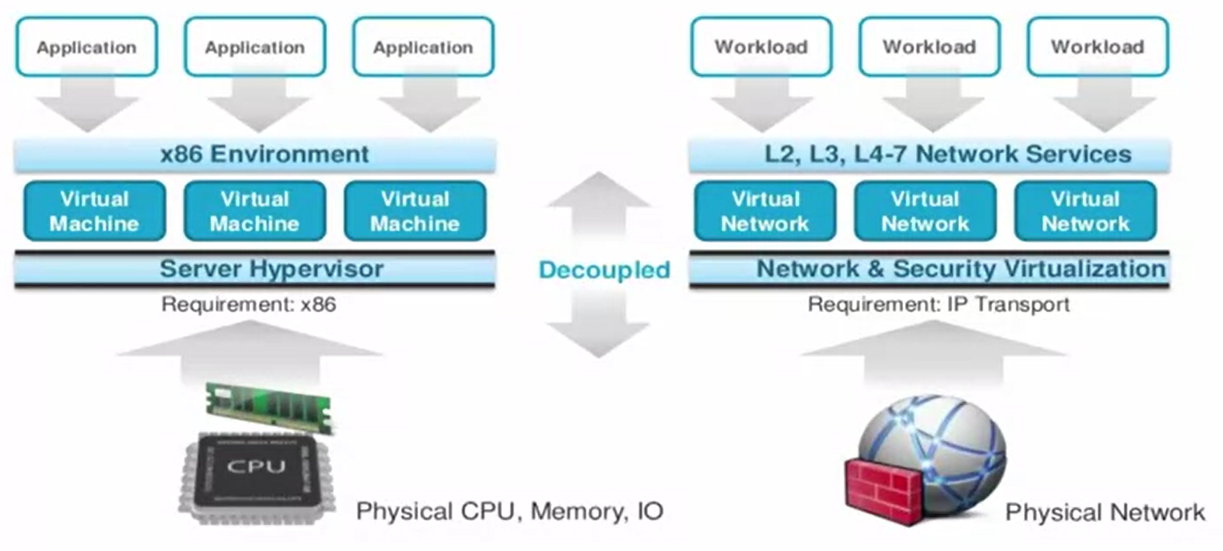 Application
Application
Application
x86 Environment
Virtual
Machine
Virtual
Machine
Virtual
Machine
Server Hypervisor
Requirement: x86
CPU
Physical CPU, Memory, IO
Decoupled
Workload
Workload
Workload
L2, L3, L4-7 Network Services
Virtual
Network
Virtual
Network
Virtual
Network
Network & Security Virtualization
Requirement: IP Transport
Physical Network